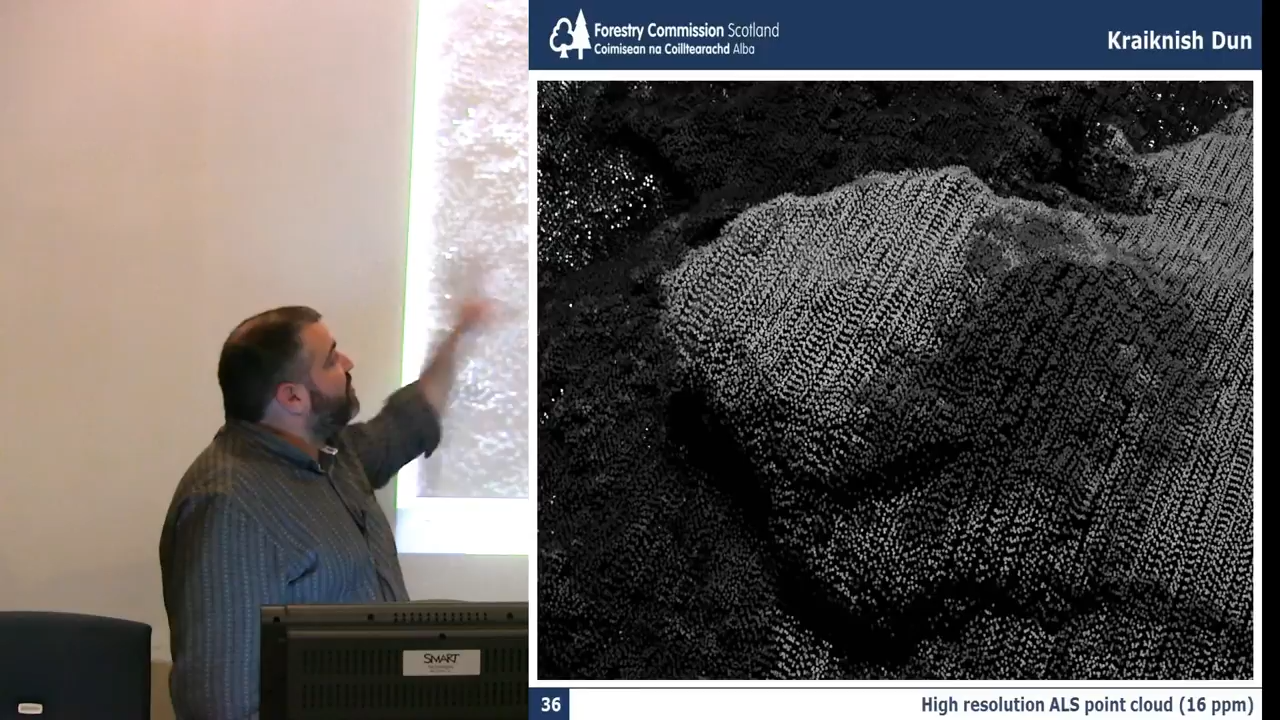 Forestry Commission Scotland
Coimisean na Coilltearachd Alba
Kraiknish Dun
SMART
36
High resolution ALS point cloud (16 ppm)